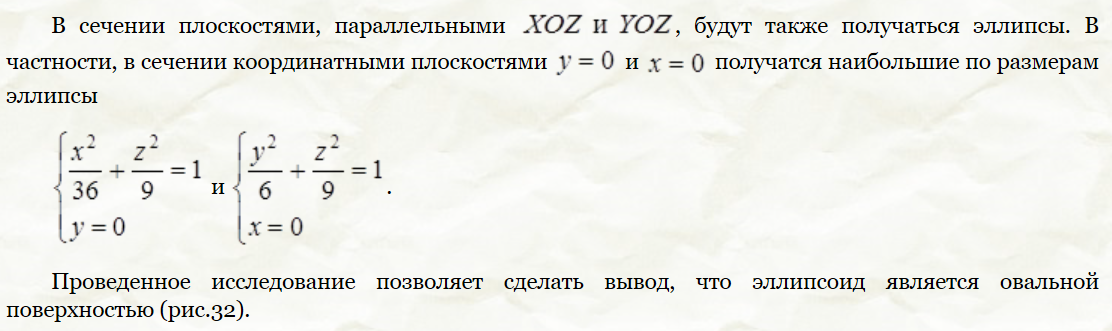 В сечении плоскостями, параллельными XOZ и YOZ, будут также получаться эллипсы. В
частности, в сечении координатными плоскостями y = 0 и x = 0 получатся наибольшие по размерам
эллипсы
{ x²/36 + z²/9 = 1, y = 0 и { y²/6 + z²/9 = 1, x = 0 .
Проведенное исследование позволяет сделать вывод, что эллипсоид является овальной
поверхностью (рис.32).